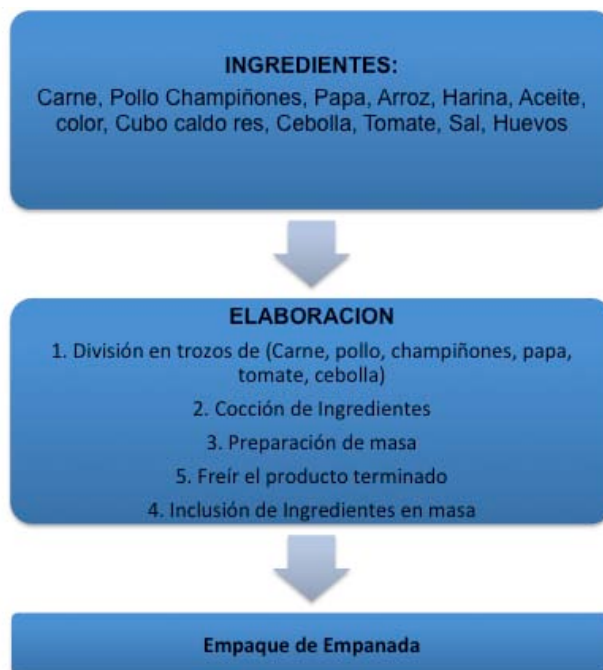 INGREDIENTES:
Carne, Pollo Champiñones, Papa, Arroz, Harina, Aceite,
color, Cubo caldo res, Cebolla, Tomate, Sal, Huevos
ELABORACION
1. División en trozos de (Carne, pollo, champiñones, papa,
tomate, cebolla)
2. Cocción de Ingredientes
3. Preparación de masa
5. Freír el producto terminado
4. Inclusión de Ingredientes en masa
Empaque de Empanada